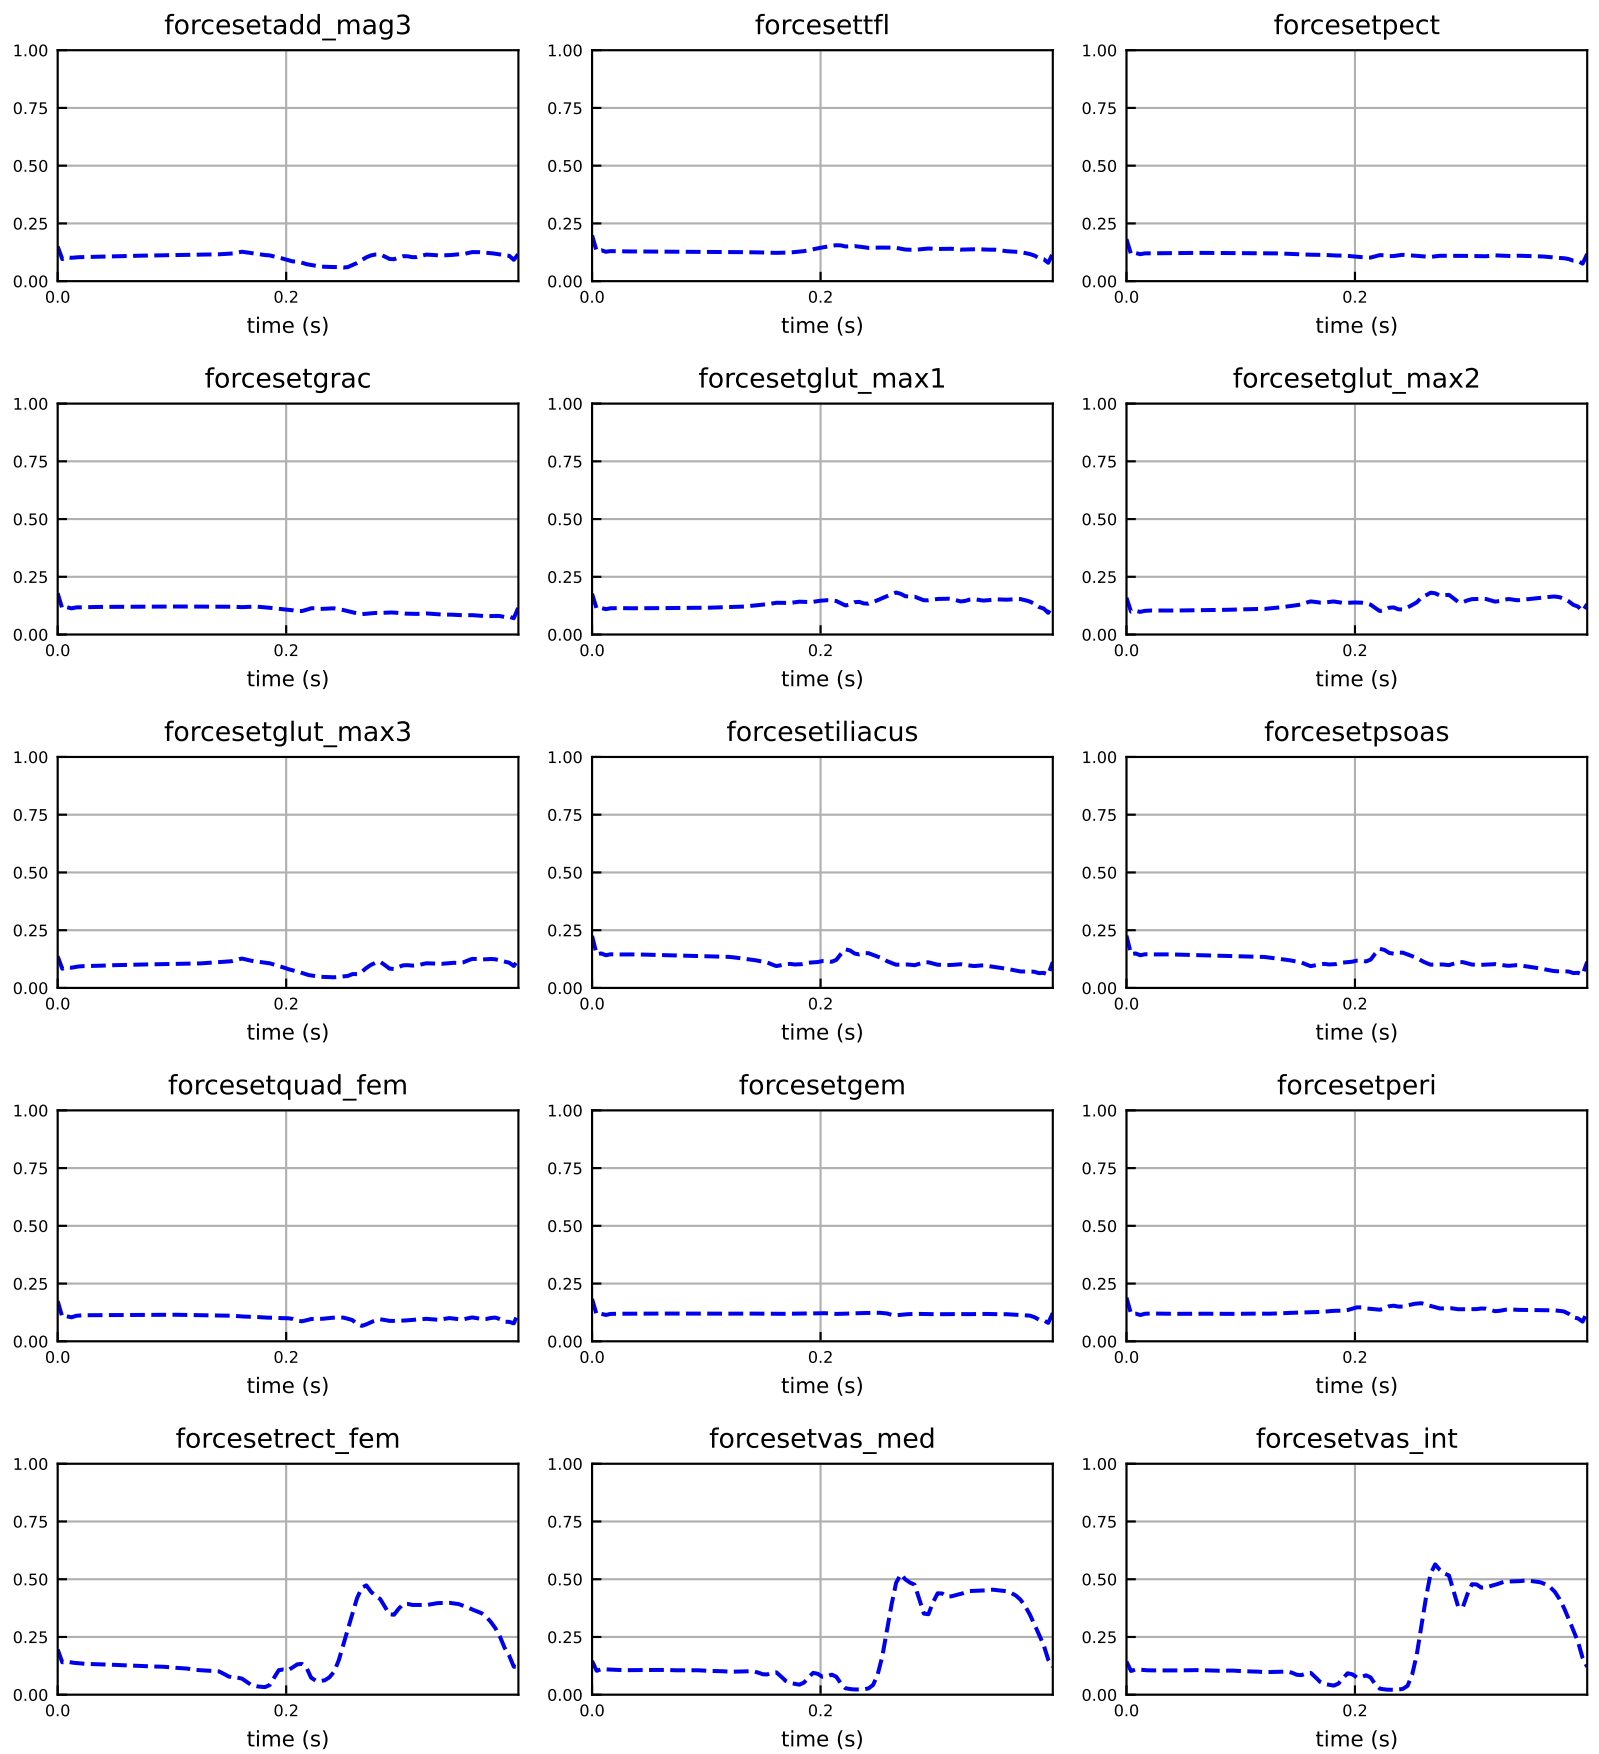 forcesetadd_mag3 forcesettfl forcesetpect
1.00 1.00 1.00
0.75 0.75 0.75
0.50 0.50 0.50
0.25 0.25 0.25
0.00 0.00 0.00
0.0 0.2 0.0 0.2 0.0 0.2
time (s) time (s) time (s)
forcesetgrac forcesetglut_max1 forcesetglut_max2
1.00 1.00 1.00
0.75 0.75 0.75
0.50 0.50 0.50
0.25 0.25 0.25
0.00 0.00 0.00
0.0 0.2 0.0 0.2 0.0 0.2
time (s) time (s) time (s)
forcesetglut_max3 forcesetiliacus forcesetpsoas
1.00 1.00 1.00
0.75 0.75 0.75
0.50 0.50 0.50
0.25 0.25 0.25
0.00 0.00 0.00
0.0 0.2 0.0 0.2 0.0 0.2
time (s) time (s) time (s)
forcesetquad_fem forcesetgem forcesetperi
1.00 1.00 1.00
0.75 0.75 0.75
0.50 0.50 0.50
0.25 0.25 0.25
0.00 0.00 0.00
0.0 0.2 0.0 0.2 0.0 0.2
time (s) time (s) time (s)
forcesetrect_fem forcesetvas_med forcesetvas_int
1.00 1.00 1.00
0.75 0.75 0.75
0.50 0.50 0.50
0.25 0.25 0.25
0.00 0.00 0.00
0.0 0.2 0.0 0.2 0.0 0.2
time (s) time (s) time (s)